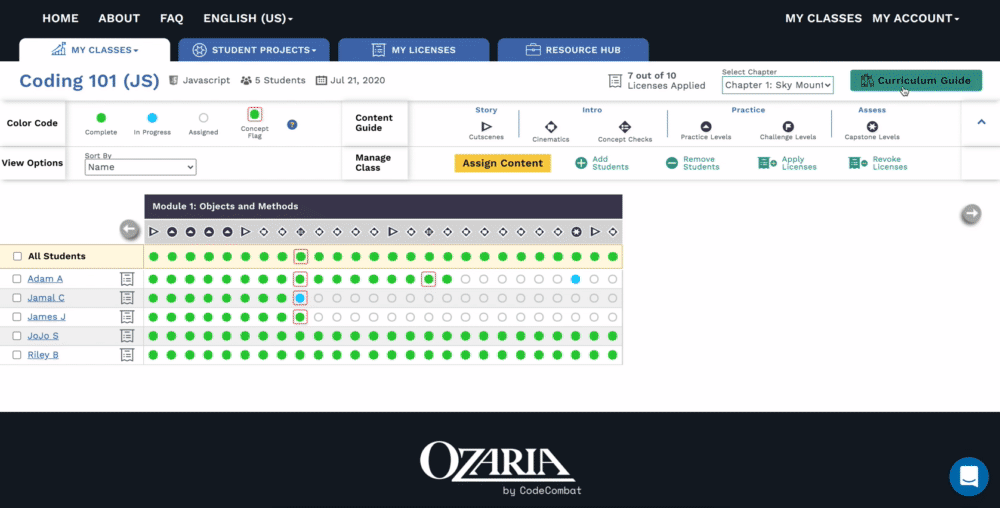 HOME ABOUT FAQ ENGLISH (US) MY CLASSES MY ACCOUNT
MY CLASSES STUDENT PROJECTS MY LICENSES RESOURCE HUB
Coding 101 (JS) Javascript 5 Students Jul 21, 2020
7 out of 10
Licenses Applied
Select Chapter
Chapter 1: Sky Mount
Curriculum Guide
Color Code
Complete In Progress Assigned Concept
Flag
?
Content
Guide
Story Intro Practice Assess
Cutscenes Cinematics Concept Checks Practice Levels Challenge Levels Capstone Levels
View Options
Sort By
Name
Manage
Class
Assign Content
Add
Students
Remove
Students
Apply
Licenses
Revoke
Licenses
Module 1: Objects and Methods
All Students
Adam A
Jamal C
James J
JoJo S
Riley B
OZARIA
by CodeCombat